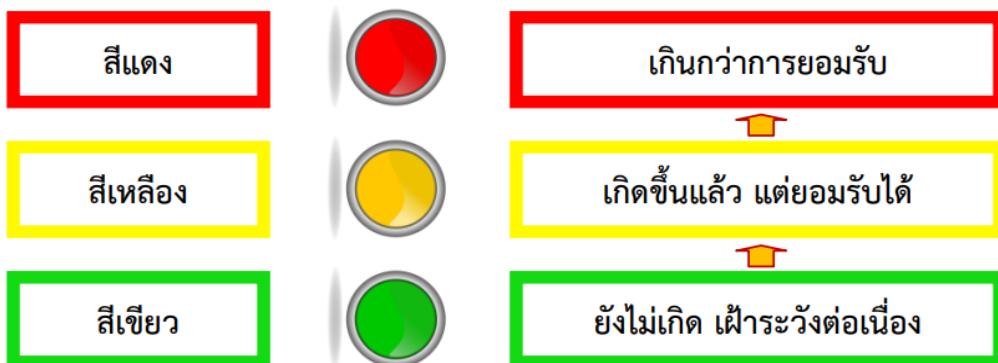 สีแดง เกินกว่าการยอมรับ
สีเหลือง เกิดขึ้นแล้ว แต่ยอมรับได้
สีเขียว ยังไม่เกิด เฝ้าระวังต่อเนื่อง